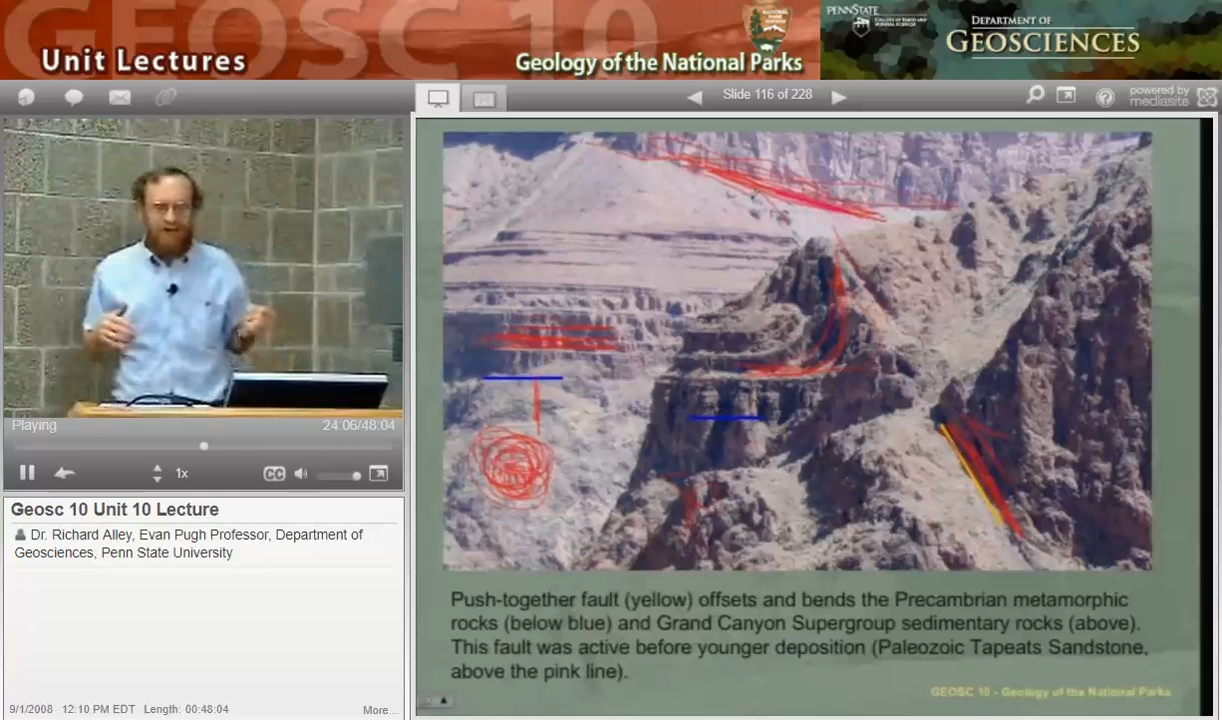 GEOSC 10
Unit Lectures
NATIONAL PARK SERVICE
Geology of the National Parks
PENNSTATE
DEPARTMENT OF
GEOSCIENCES
Slide 116 of 228
powered by
mediasite
Playing
24:06/48:04
1x
CC
Geosc 10 Unit 10 Lecture
Dr. Richard Alley, Evan Pugh Professor, Department of
Geosciences, Penn State University
9/1/2008 12:10 PM EDT Length: 00:48:04
More...
Push-together fault (yellow) offsets and bends the Precambrian metamorphic
rocks (below blue) and Grand Canyon Supergroup sedimentary rocks (above).
This fault was active before younger deposition (Paleozoic Tapeats Sandstone,
above the pink line).
GEOSC 10 - Geology of the National Parks